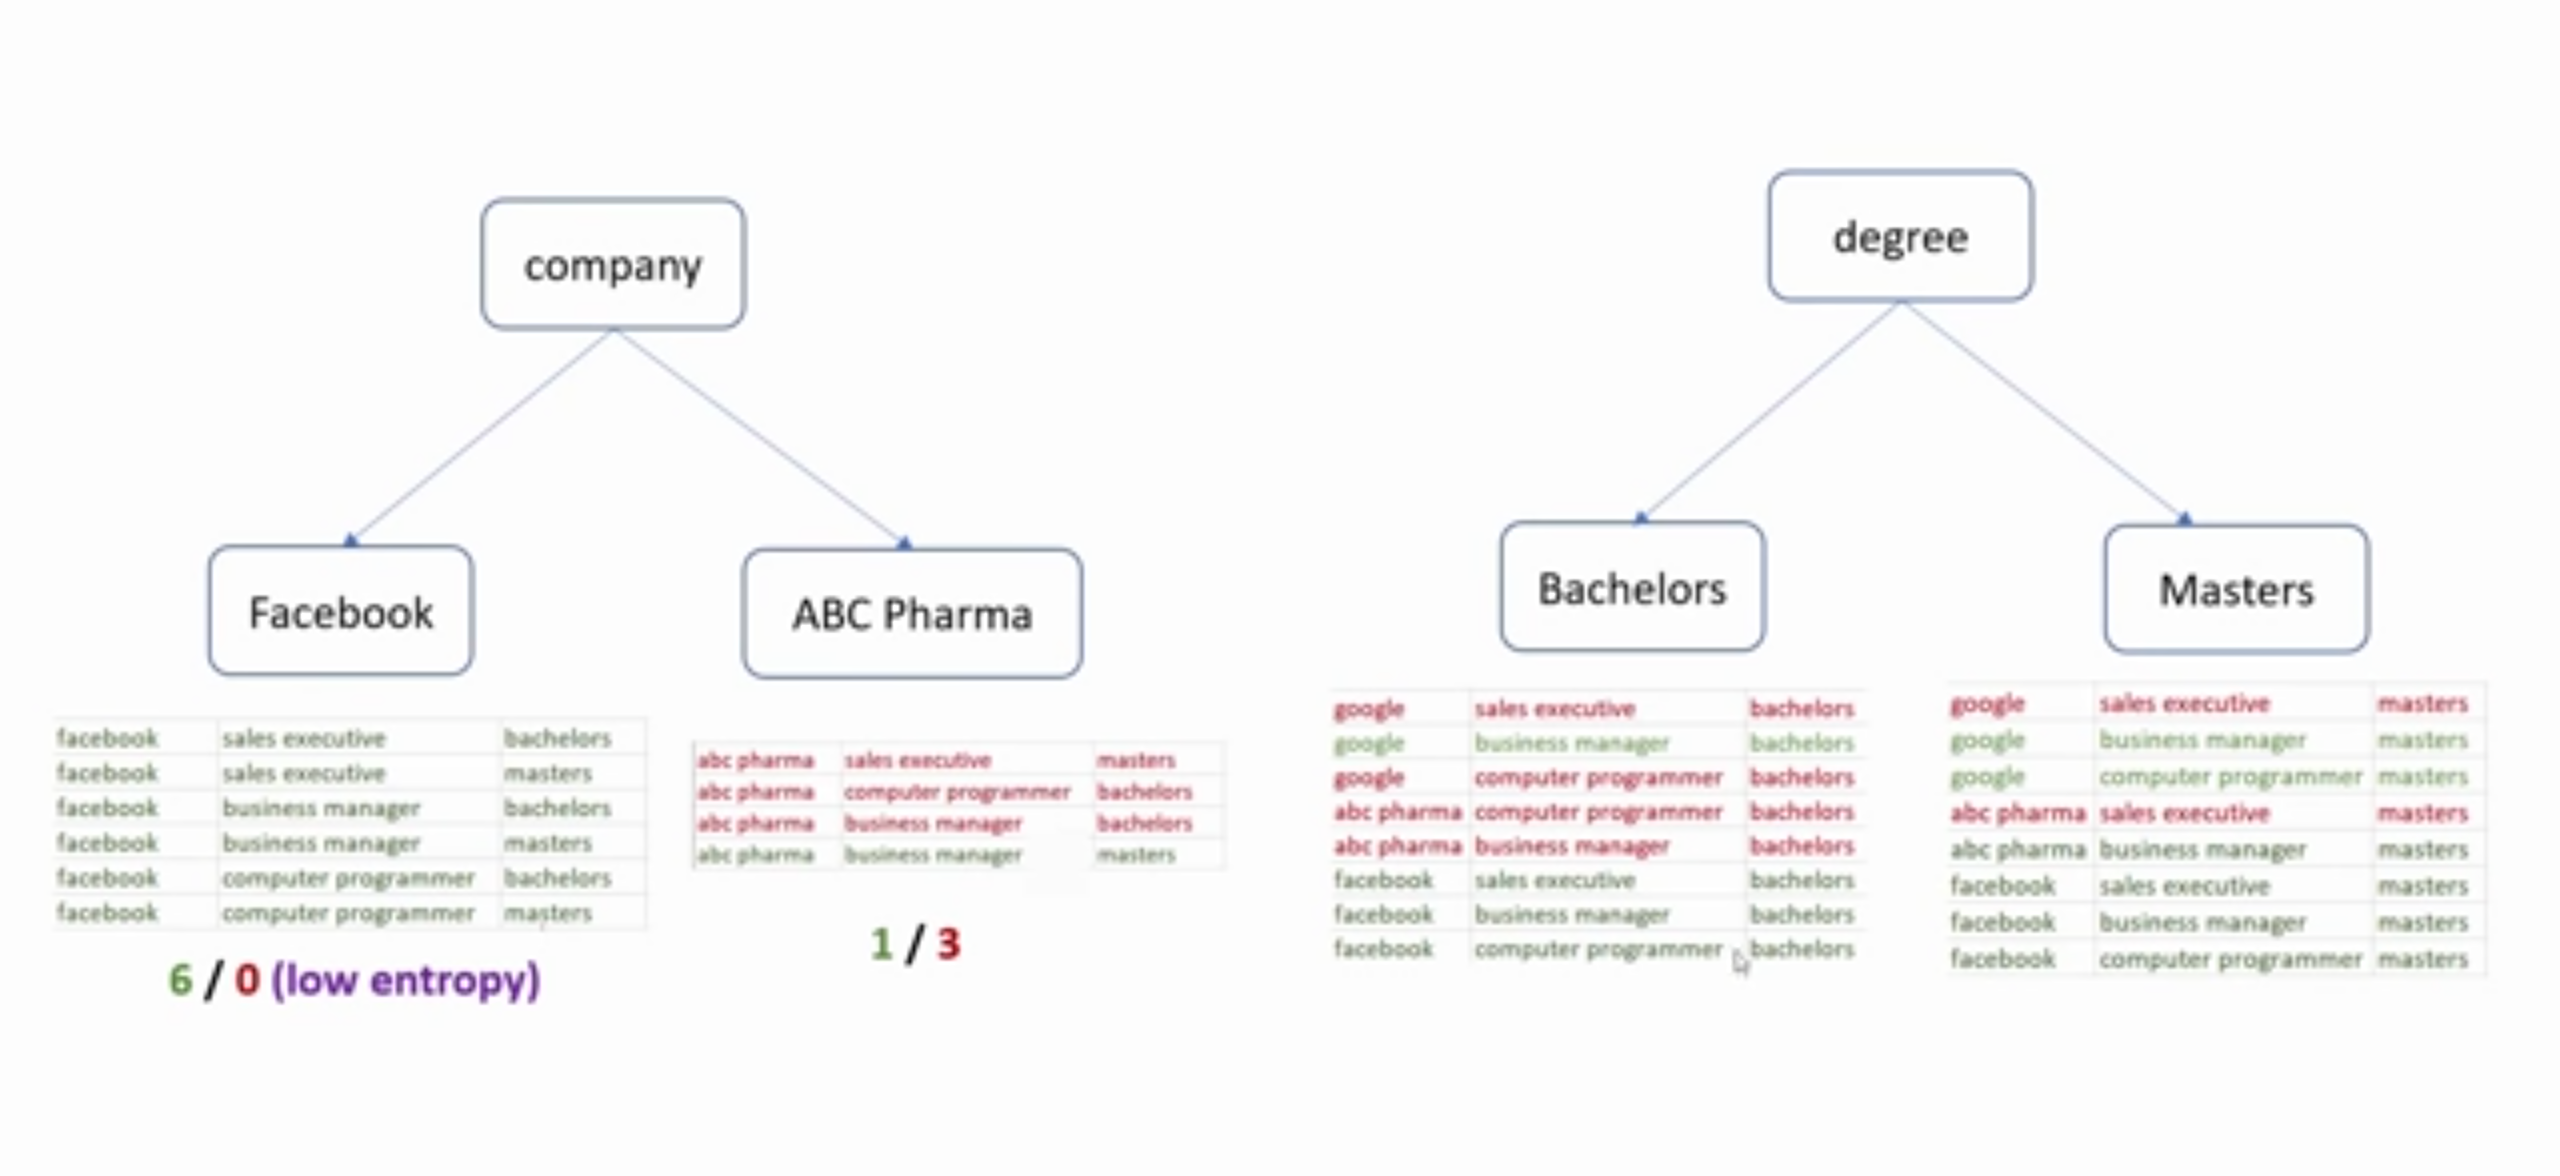 company
Facebook
ABC Pharma
facebook sales executive bachelors
facebook sales executive masters
facebook business manager bachelors
facebook business manager masters
facebook computer programmer bachelors
facebook computer programmer masters
6 / 0 (low entropy)
abc pharma sales executive masters
abc pharma computer programmer bachelors
abc pharma business manager bachelors
abc pharma business manager masters
1 / 3
degree
Bachelors
Masters
google sales executive bachelors
google business manager bachelors
google computer programmer bachelors
abc pharma computer programmer bachelors
abc pharma business manager bachelors
facebook sales executive bachelors
facebook business manager bachelors
facebook computer programmer bachelors
google sales executive masters
google business manager masters
google computer programmer masters
abc pharma sales executive masters
abc pharma business manager masters
facebook sales executive masters
facebook business manager masters
facebook computer programmer masters